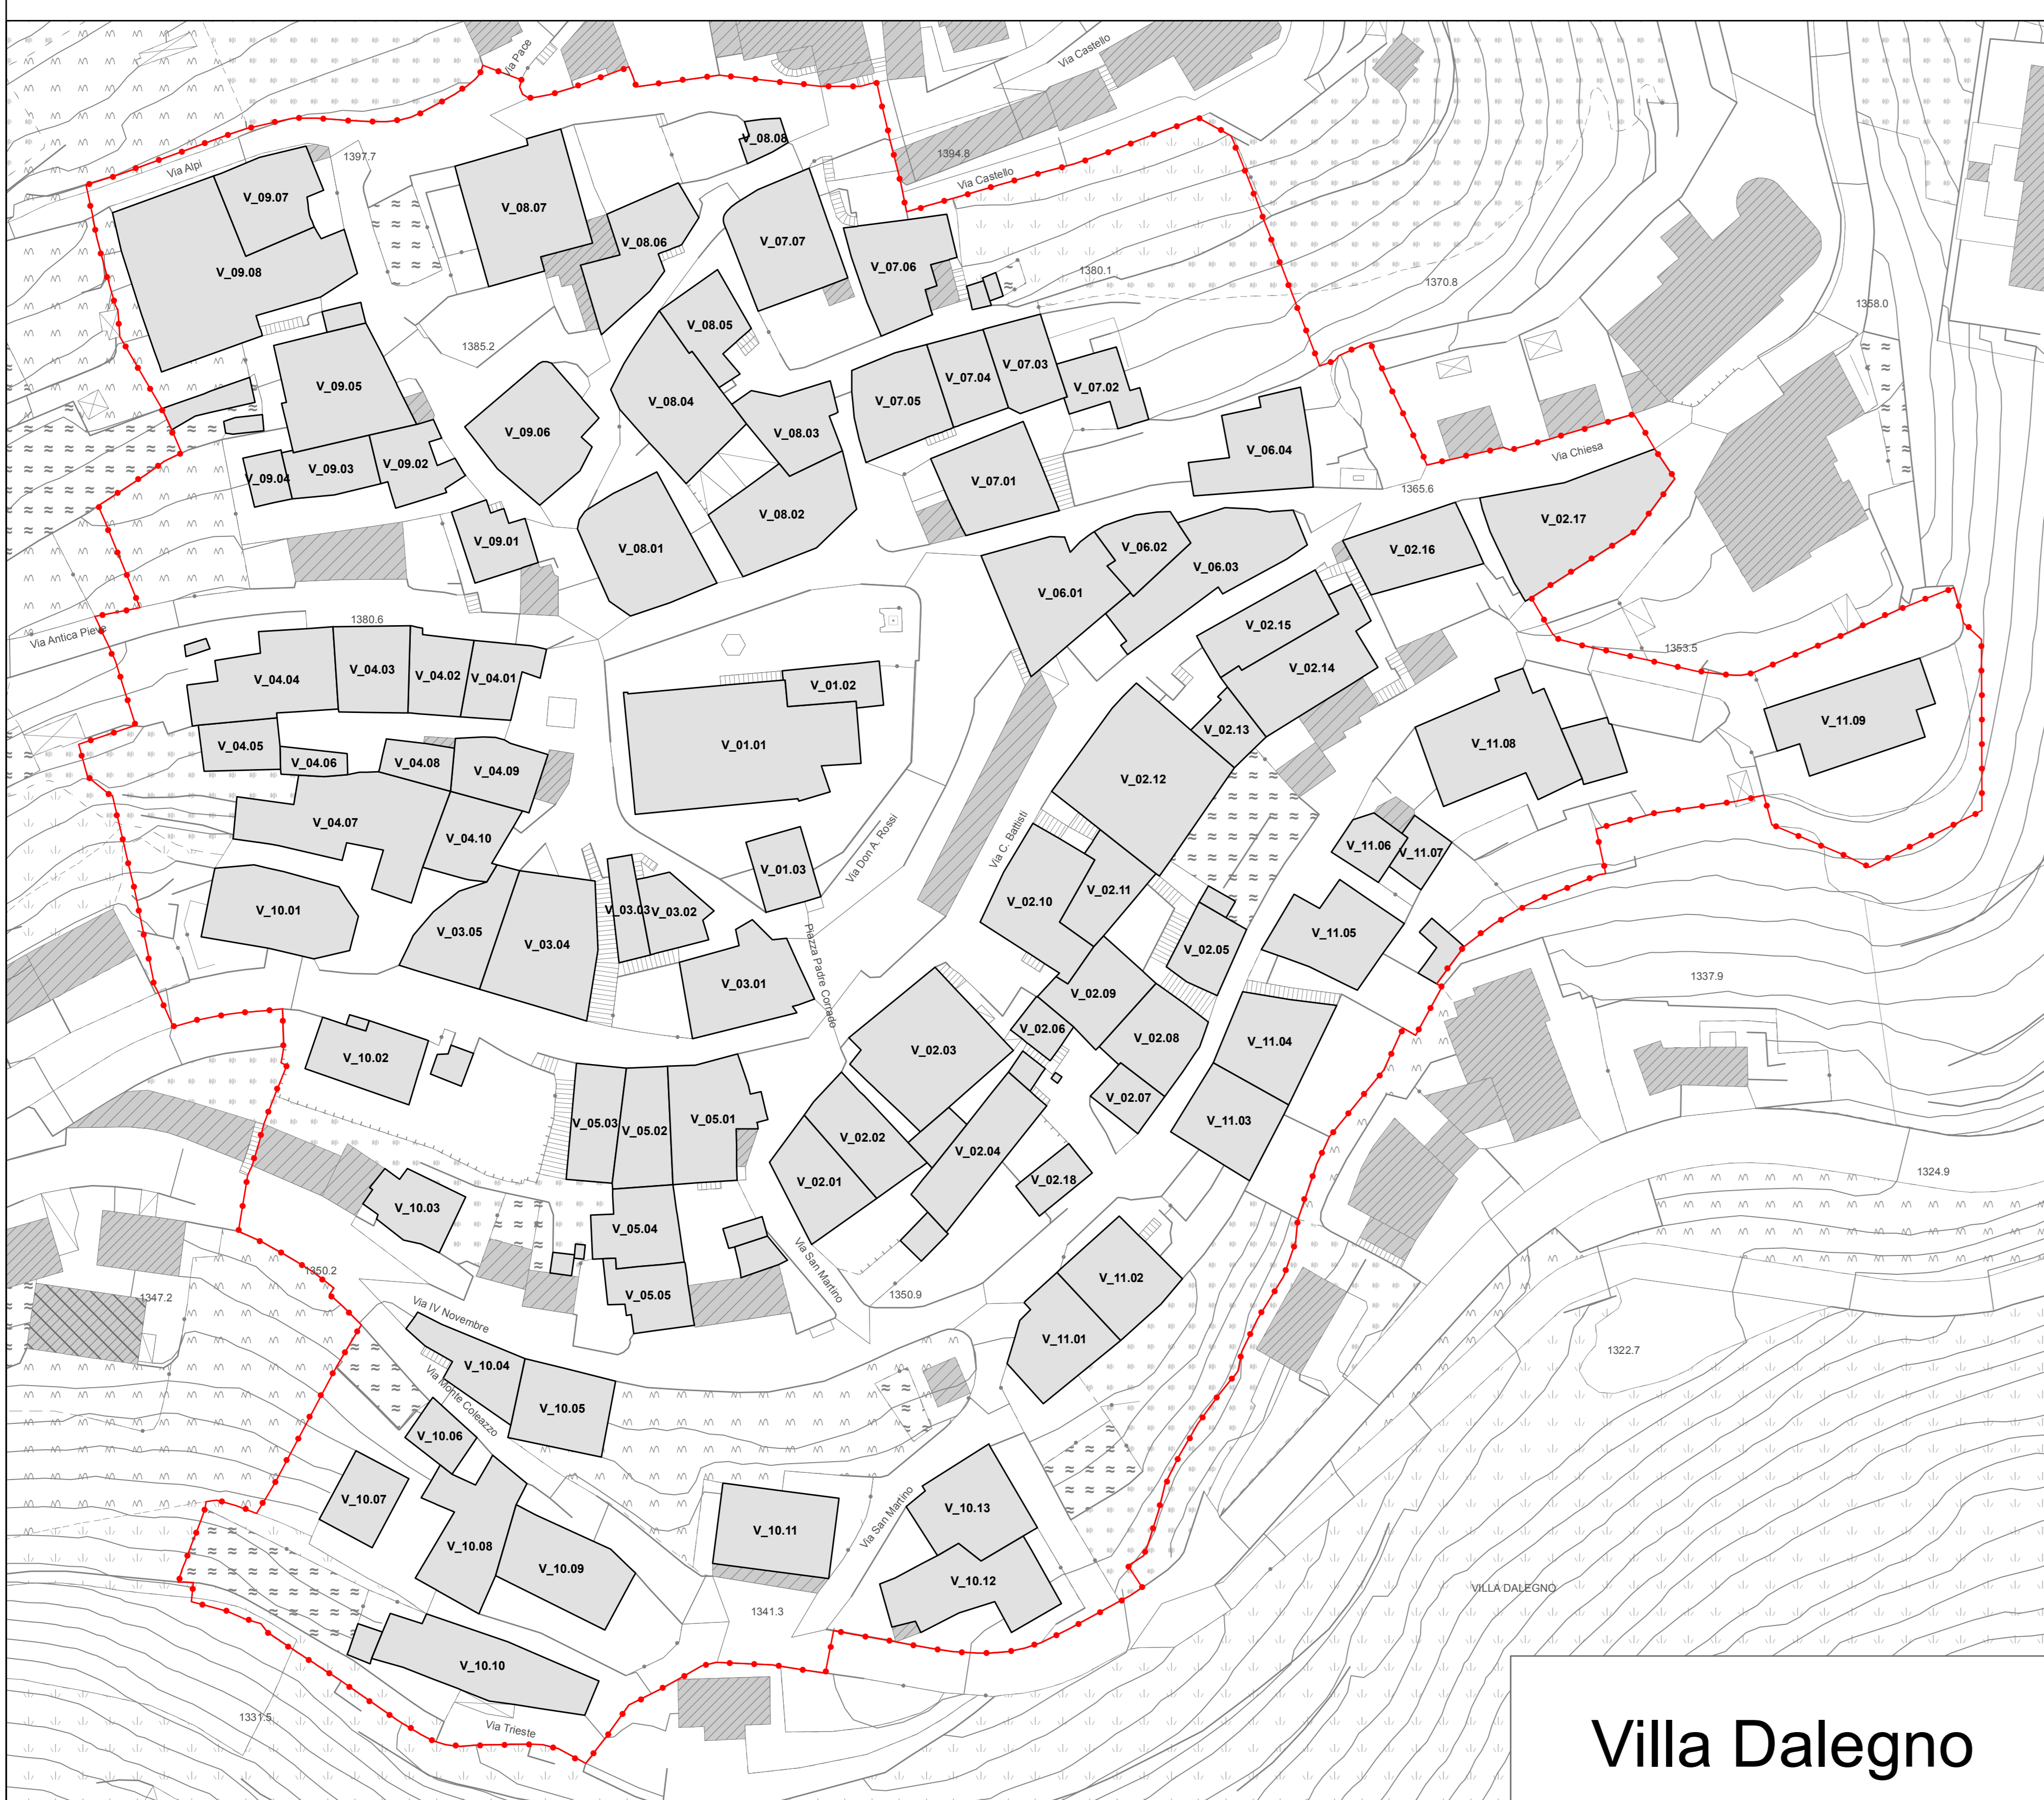 Via Pace
Via Castello
V_08.08
1394.8
1397.7
Via Alpi
Via Castello
V_09.07
V_08.07
V_08.06
V_07.07
V_07.06
V_09.08
1380.1
1370.8
1358.0
V_08.05
1385.2
V_07.03
V_07.04
V_07.02
V_09.05
V_08.04
V_07.05
V_09.06
V_08.03
V_06.04
Via Chiesa
V_09.02
V_09.03
V_09.04
V_07.01
1365.6
V_08.02
V_02.17
V_09.01
V_08.01
V_06.02
V_02.16
V_06.03
V_06.01
1380.6
Via Antica Pieve
V_02.15
1353.5
V_04.03
V_04.02
V_04.01
V_04.04
V_02.14
V_01.02
V_11.09
V_02.13
V_04.05
V_01.01
V_11.08
V_04.06
V_04.08
V_04.09
V_02.12
V_04.07
V_04.10
Via C. Battisti
Via Don A. Rossi
V_11.06
V_11.07
V_01.03
V_02.11
V_02.10
V_10.01
V_03.03
V_03.02
V_03.05
V_03.04
V_11.05
V_02.05
Piazza Padre Corrado
1337.9
V_03.01
V_02.09
V_02.06
V_02.08
V_11.04
V_02.03
V_10.02
V_02.07
V_05.03
V_05.02
V_05.01
V_11.03
V_02.02
V_02.04
1324.9
V_02.01
V_02.18
V_10.03
V_05.04
Via San Martino
1350.2
V_11.02
1347.2
V_05.05
1350.9
Via IV Novembre
V_11.01
1322.7
V_10.04
Via Monte Coleazzo
V_10.05
V_10.06
V_10.07
Via San Martino
V_10.13
V_10.11
V_10.08
V_10.09
V_10.12
VILLA DALEGNO
1341.3
V_10.10
1331.5
Via Trieste
Villa Dalegno